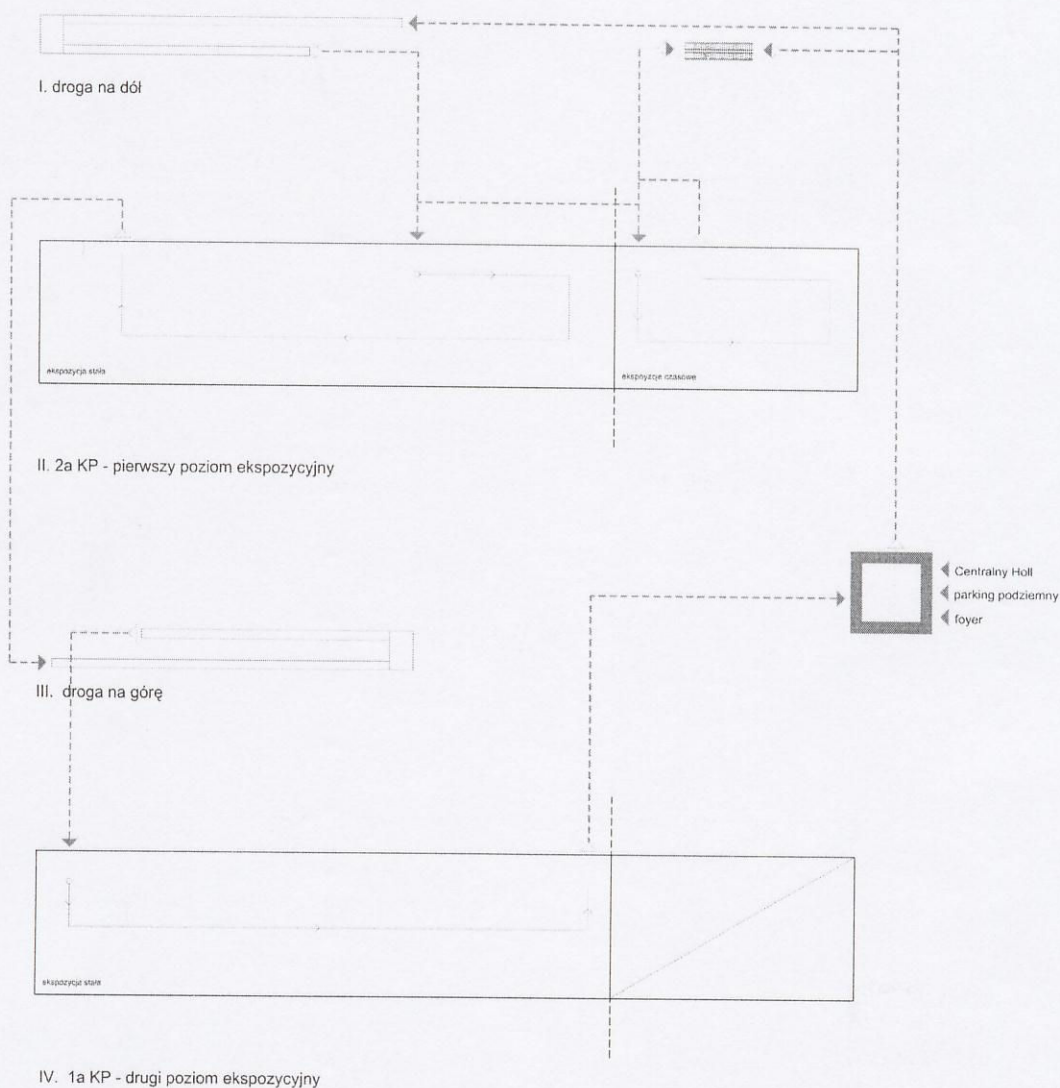 I. droga na dół
ekspozycja stała
ekspozycje czasowe
II. 2a KP - pierwszy poziom ekspozycyjny
Centralny Holl
parking podziemny
foyer
III. droga na górę
ekspozycja stała
IV. 1a KP - drugi poziom ekspozycyjny